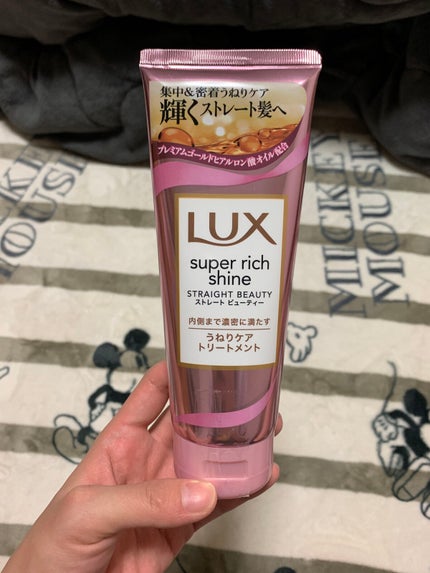 集中&密着うねりケア
輝くストレート髪へ
プレミアムゴールドヒアルロン酸オイル配合
LUX
super rich
shine
STRAIGHT BEAUTY
ストレート ビューティー
内側まで濃密に満たす
うねりケア
トリートメント
MICKEY
MOUSE
MICKEY
MOUSE